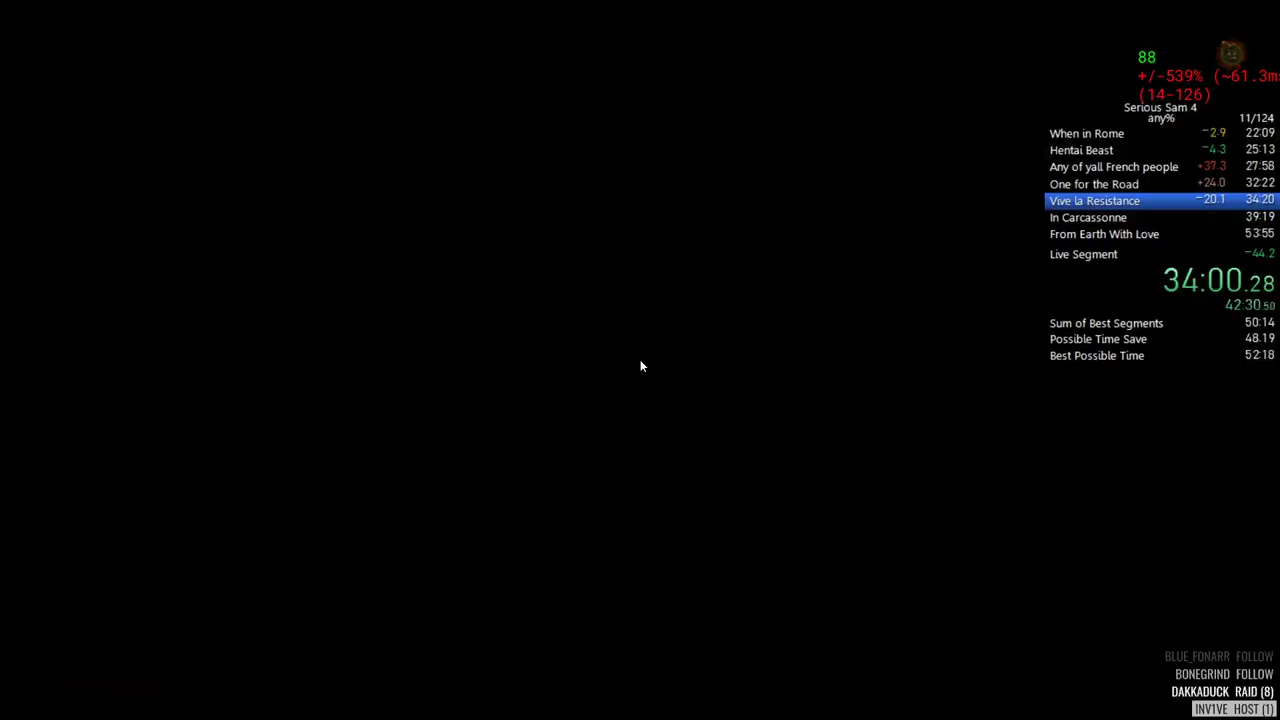 88
+/-539% (~61.3ms
(14-126)
Serious Sam 4
any% 11/124
When in Rome −2.9 22:09
Hentai Beast −4.3 25:13
Any of yall French people +37.3 27:58
One for the Road +24.0 32:22
Vive la Resistance −20.1 34:20
In Carcassonne 39:19
From Earth With Love 53:55
Live Segment −44.2
34:00.28
42:30.50
Sum of Best Segments 50:14
Possible Time Save 48.19
Best Possible Time 52:18
BLUE_FONARR FOLLOW
BONEGRIND FOLLOW
DAKKADUCK RAID (8)
INV1VE HOST (1)